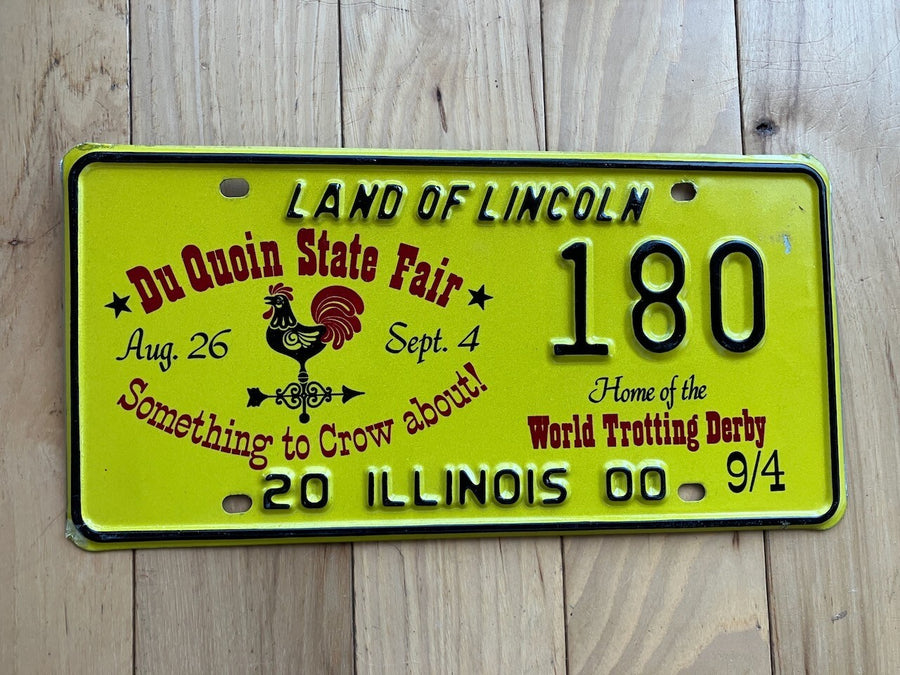 LAND OF LINCOLN
Du Quoin State Fair
Aug. 26 Sept. 4
Something to Crow about!
180
Home of the
World Trotting Derby
9/4
20 ILLINOIS 00